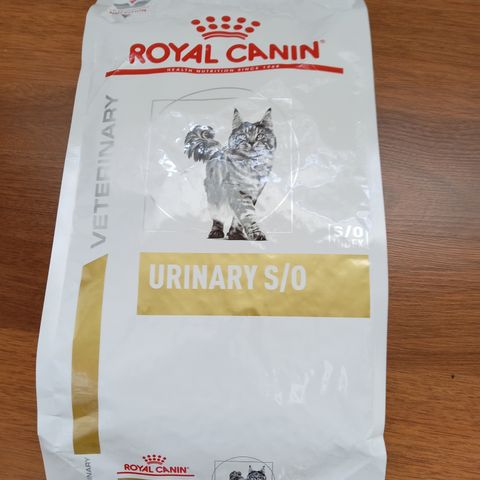 ROYAL CANIN
HEALTH NUTRITION SINCE 1968
VETERINARY
S/O
INDEX
URINARY S/O
ROYAL CANIN